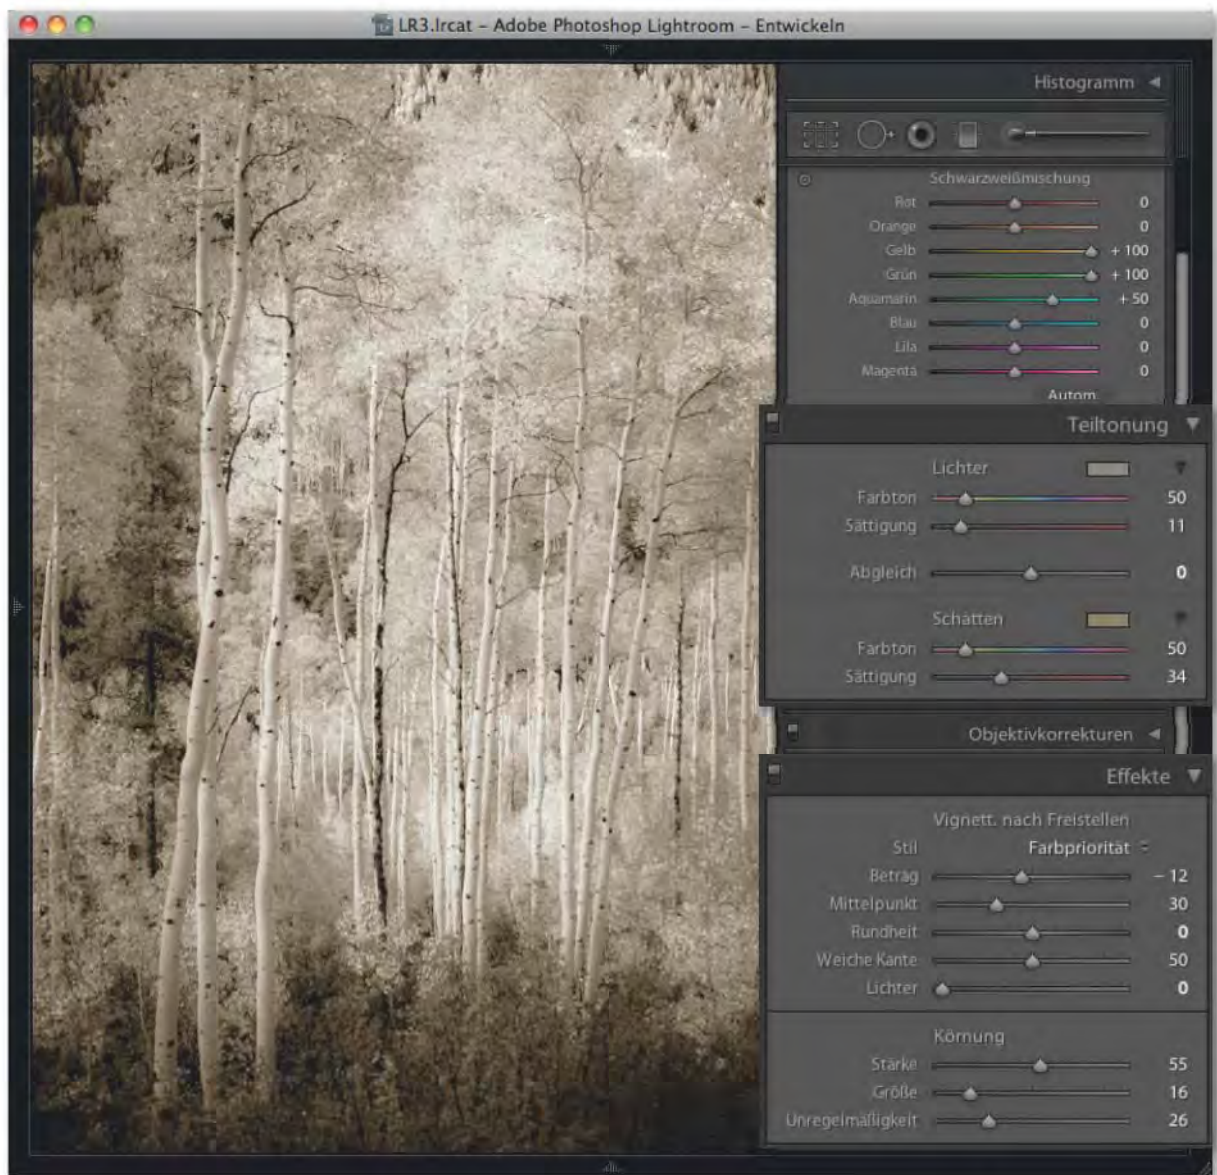 LR3.lrcat – Adobe Photoshop Lightroom – Entwickeln
Histogramm
Schwarzweißmischung
Rot 0
Orange 0
Gelb + 100
Grün + 100
Aquamarin + 50
Blau 0
Lila 0
Magenta 0
Autom.
Teiltonung
Lichter
Farbton 50
Sättigung 11
Abgleich 0
Schatten
Farbton 50
Sättigung 34
Objektivkorrekturen
Effekte
Vignett. nach Freistellen
Stil Farbpriorität
Betrag – 12
Mittelpunkt 30
Rundheit 0
Weiche Kante 50
Lichter 0
Körnung
Stärke 55
Größe 16
Unregelmäßigkeit 26